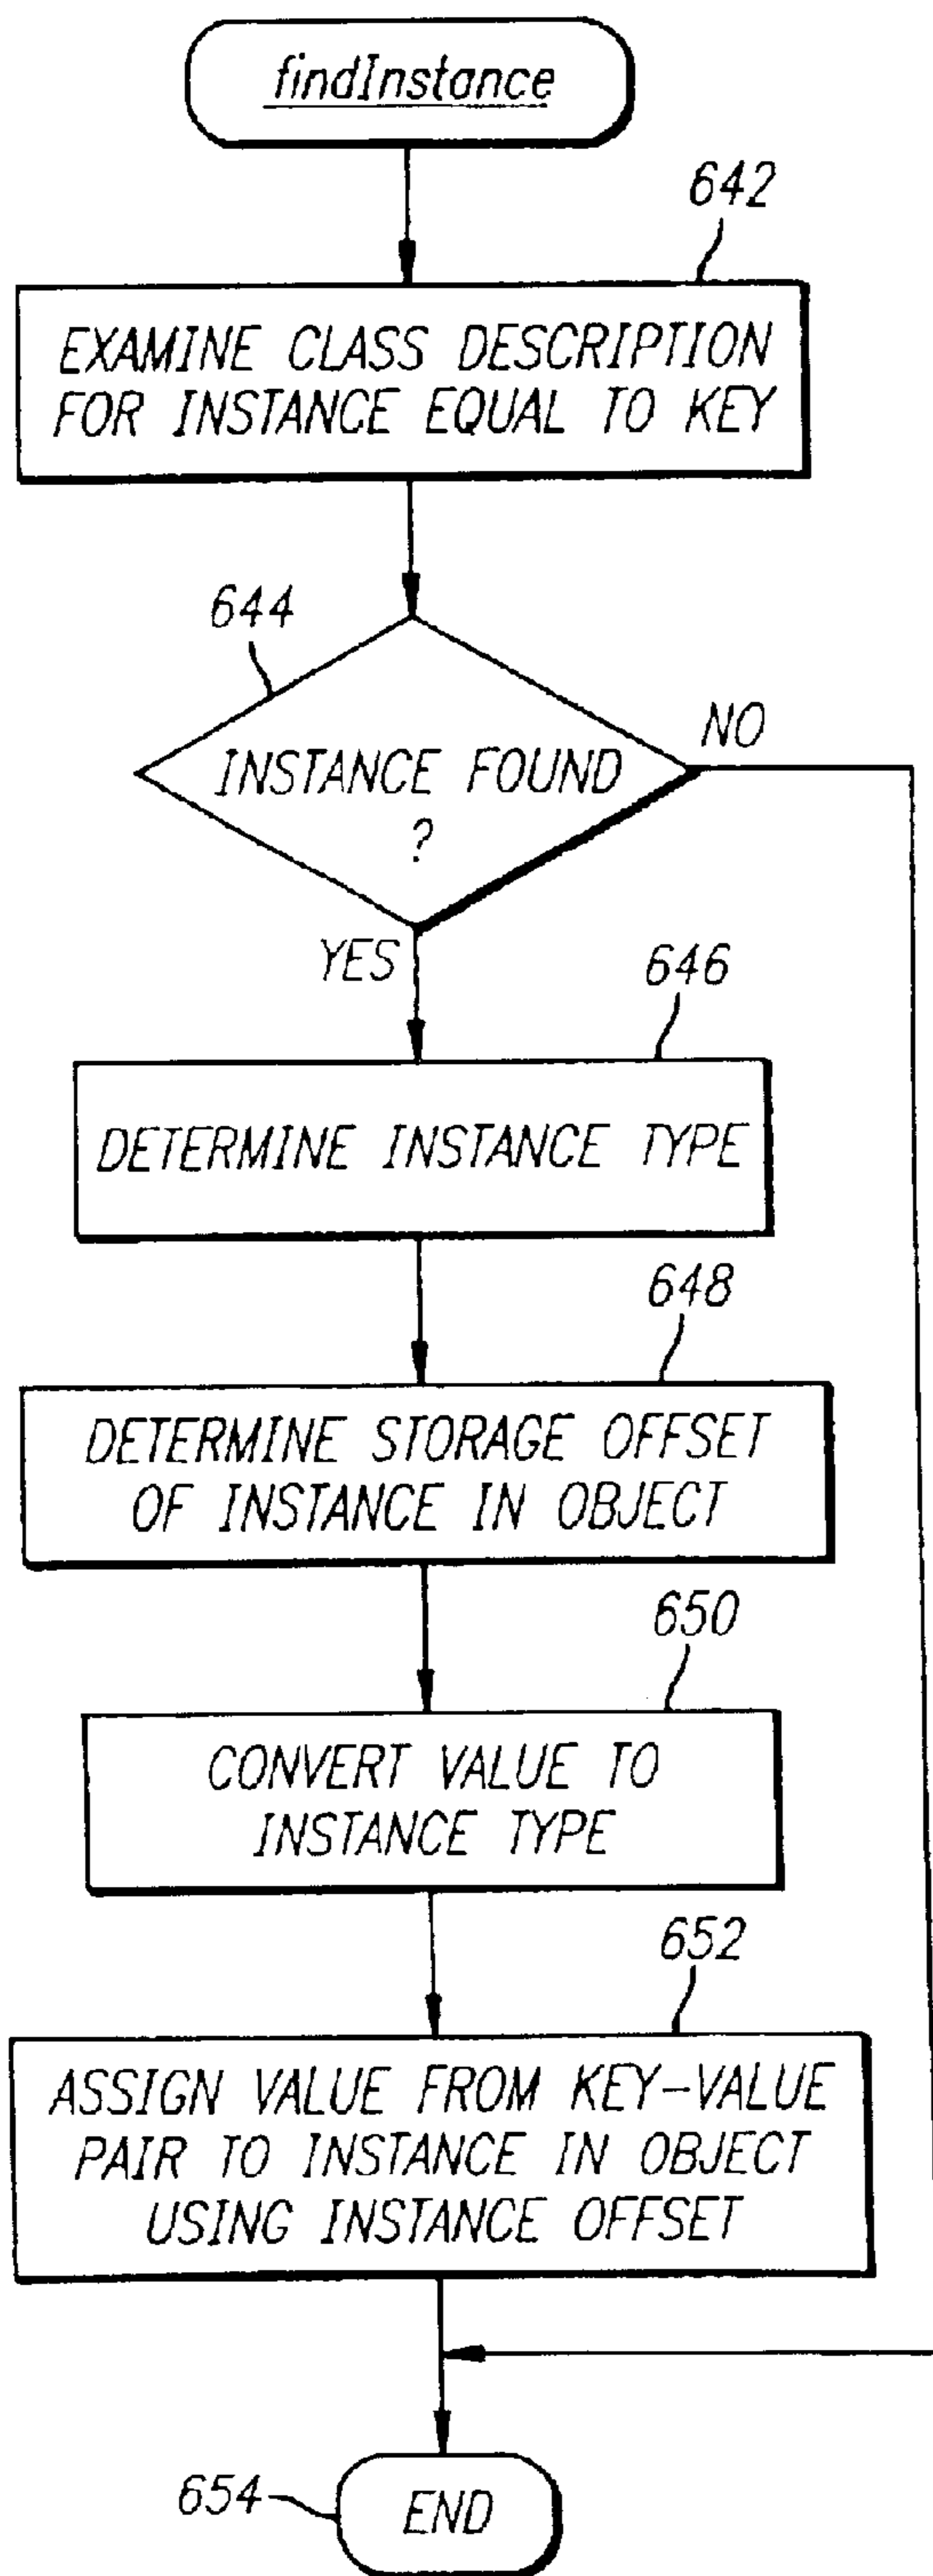 findInstance
642
EXAMINE CLASS DESCRIPTION
FOR INSTANCE EQUAL TO KEY
644
INSTANCE FOUND
?
NO
YES
646
DETERMINE INSTANCE TYPE
648
DETERMINE STORAGE OFFSET
OF INSTANCE IN OBJECT
650
CONVERT VALUE TO
INSTANCE TYPE
652
ASSIGN VALUE FROM KEY-VALUE
PAIR TO INSTANCE IN OBJECT
USING INSTANCE OFFSET
654
END